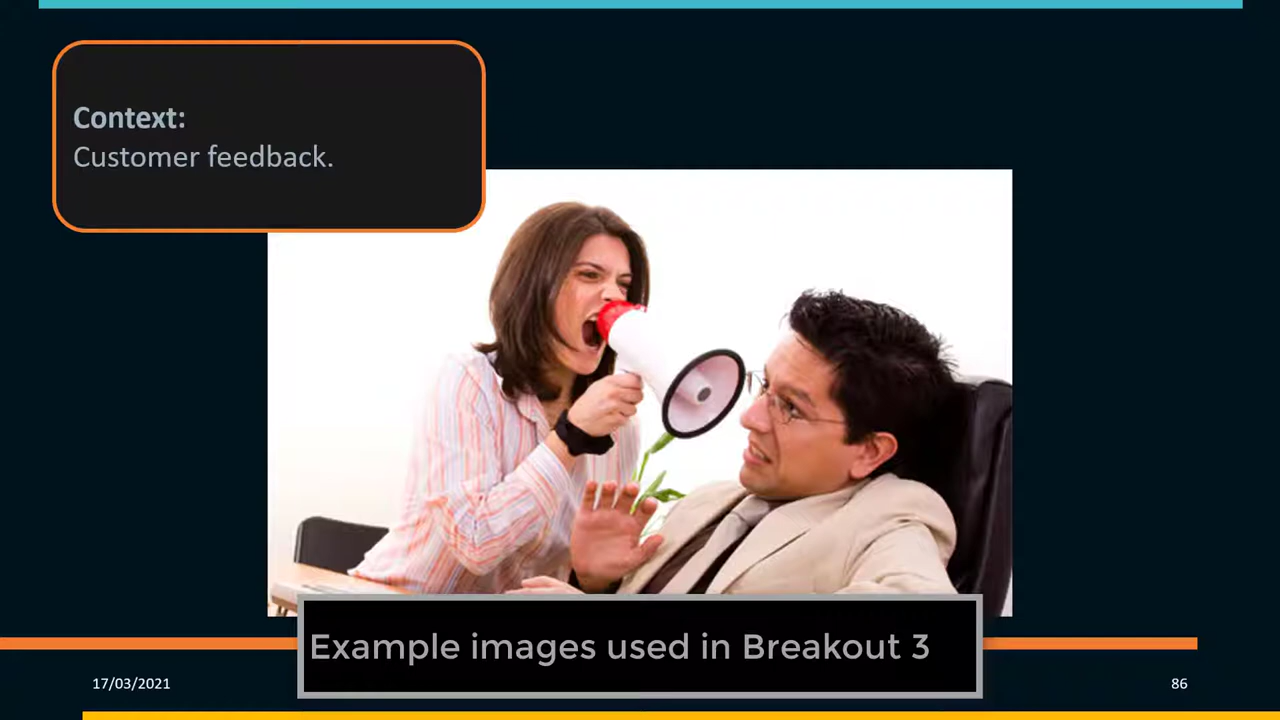 Context:
Customer feedback.
Example images used in Breakout 3
17/03/2021
86